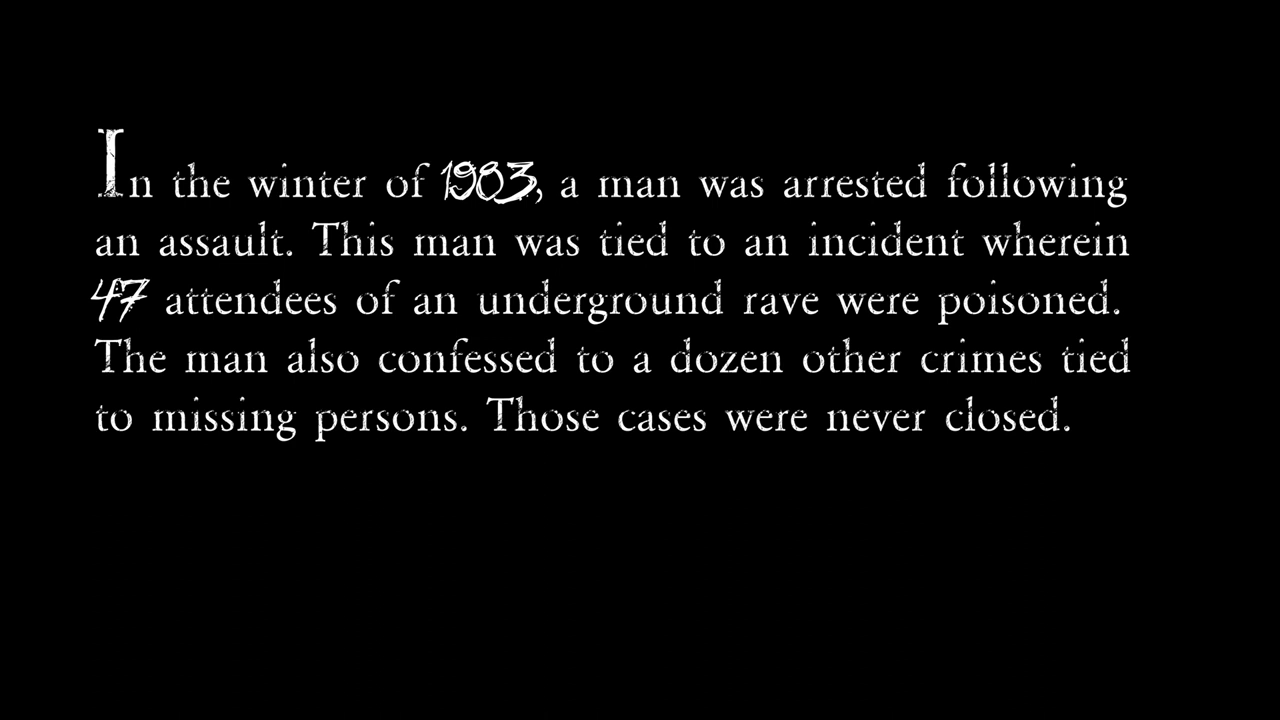 In the winter of 1983, a man was arrested following
an assault. This man was tied to an incident wherein
47 attendees of an underground rave were poisoned.
The man also confessed to a dozen other crimes tied
to missing persons. Those cases were never closed.